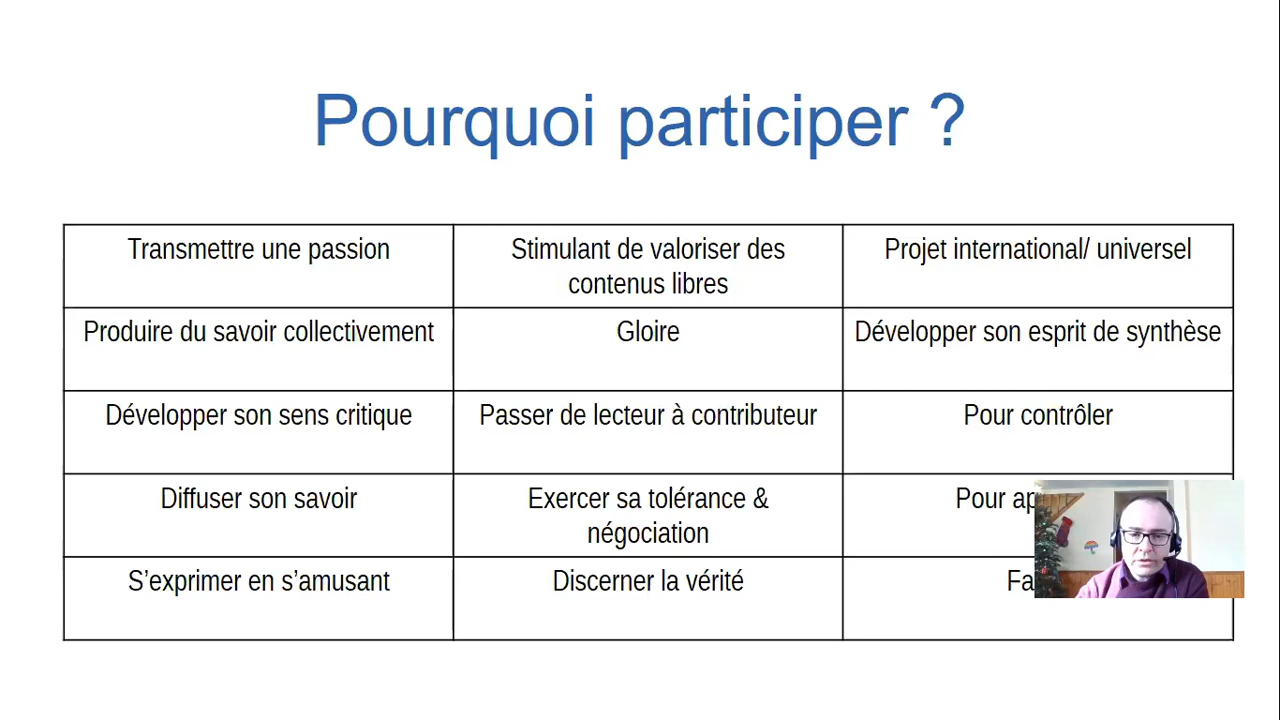 Pourquoi participer ?
Transmettre une passion
Stimulant de valoriser des
contenus libres
Projet international/ universel
Produire du savoir collectivement
Gloire
Développer son esprit de synthèse
Développer son sens critique
Passer de lecteur à contributeur
Pour contrôler
Diffuser son savoir
Exercer sa tolérance &
négociation
Pour
S’exprimer en s’amusant
Discerner la vérité